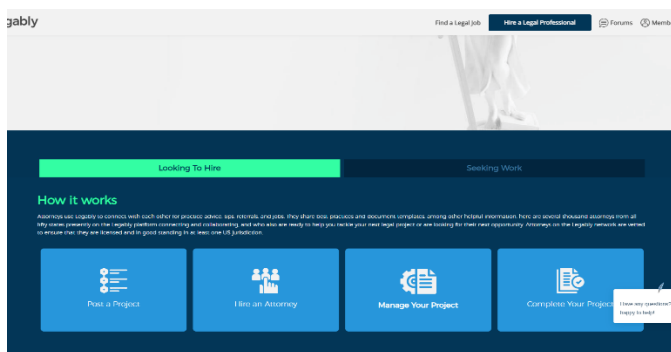 gably
Find a Legal Job
Hire a Legal Professional
Forums
Memb
Looking To Hire
Seeking Work
How it works
Attorneys use Legably to connect with each other for practice advice, tips, referrals, and jobs. They share best practices and document templates, among other helpful information. here are several thousand attorneys from all
fifty states presently on the Legably platform connecting and collaborating, and who also are ready to help you tackle your next legal project or are looking for their next opportunity. Attorneys on the Legably network are vetted
to ensure that they are licensed and in good standing in at least one US jurisdiction.
Post a Project
Hire an Attorney
Manage Your Project
Complete Your Project
Have any questions?
happy to help!